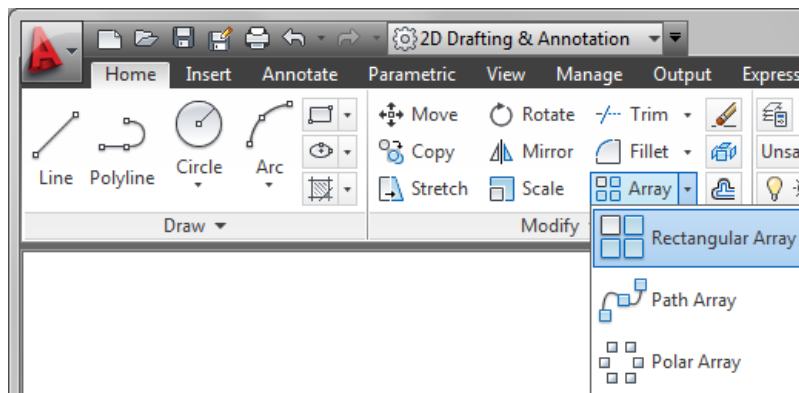 2D Drafting & Annotation
Home Insert Annotate Parametric View Manage Output Express
Move Rotate Trim
Copy Mirror Fillet Unsa
Line Polyline Circle Arc
Stretch Scale Array
Draw Modify
Rectangular Array
Path Array
Polar Array